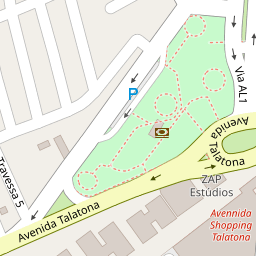 P
Via AL1
Avenida
Talatona
Travessa 5
ZAP
Estúdios
Avenida Talatona
Avennida
Shopping
Talatona